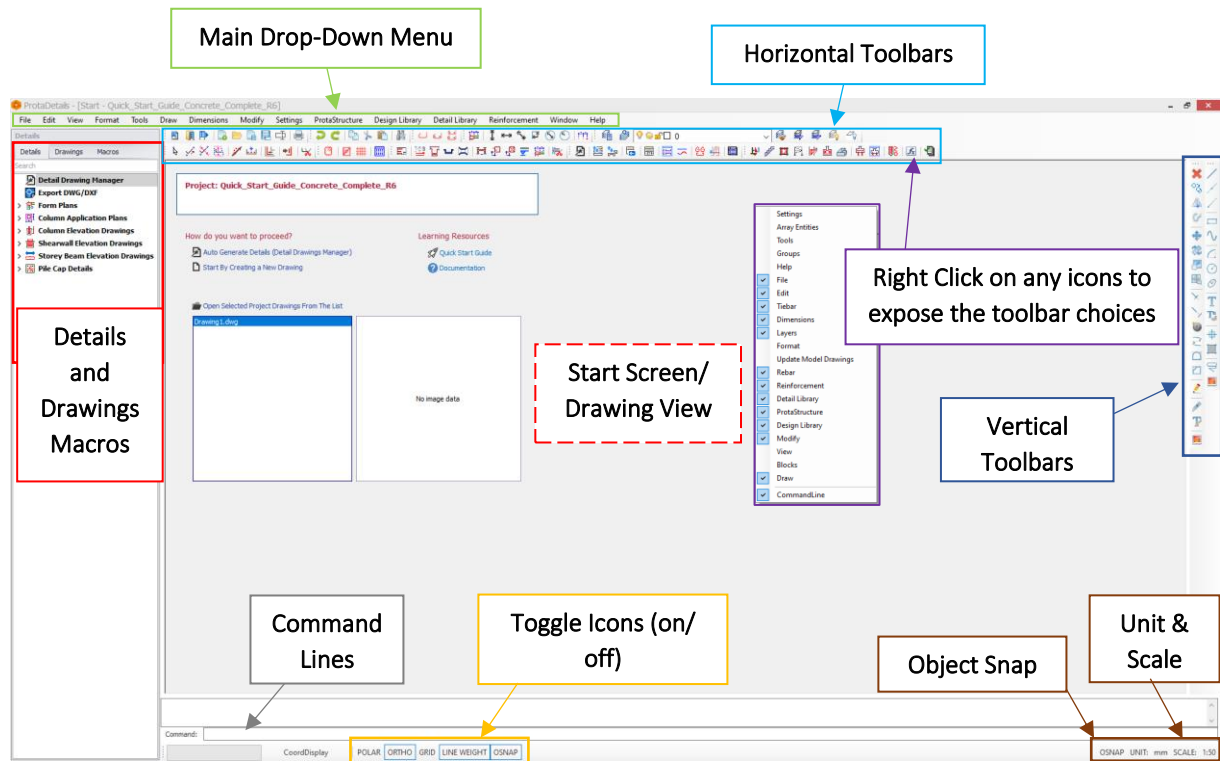 Main Drop-Down Menu
Horizontal Toolbars
ProtaDetails - [Start - Quick_Start_Guide_Concrete_Complete_R6]
File Edit View Format Tools Draw Dimensions Modify Settings ProtaStructure Design Library Detail Library Reinforcement Window Help
Details
0
Details Drawings Macros
Search
Detail Drawing Manager
Export DWG/DXF
Form Plans
Column Application Plans
Column Elevation Drawings
Shearwall Elevation Drawings
Storey Beam Elevation Drawings
Pile Cap Details
Project: Quick_Start_Guide_Concrete_Complete_R6
How do you want to proceed?
Learning Resources
Auto Generate Details (Detail Drawings Manager)
Quick Start Guide
Start By Creating a New Drawing
Documentation
Open Selected Project Drawings From The List
Drawing1.dwg
No image data
Settings
Array Entities
Tools
Groups
Help
File
Edit
Tiebar
Dimensions
Layers
Format
Update Model Drawings
Rebar
Reinforcement
Detail Library
ProtaStructure
Design Library
Modify
View
Blocks
Draw
CommandLine
Right Click on any icons to
expose the toolbar choices
Details
and
Drawings
Macros
Start Screen/
Drawing View
Vertical
Toolbars
Command
Lines
Toggle Icons (on/
off)
Object Snap
Unit &
Scale
Command:
CoordDisplay POLAR ORTHO GRID LINE WEIGHT OSNAP
OSNAP UNIT: mm SCALE: 1:50